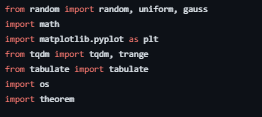 from random import random, uniform, gauss
import math
import matplotlib.pyplot as plt
from tqdm import tqdm, trange
from tabulate import tabulate
import os
import theorem